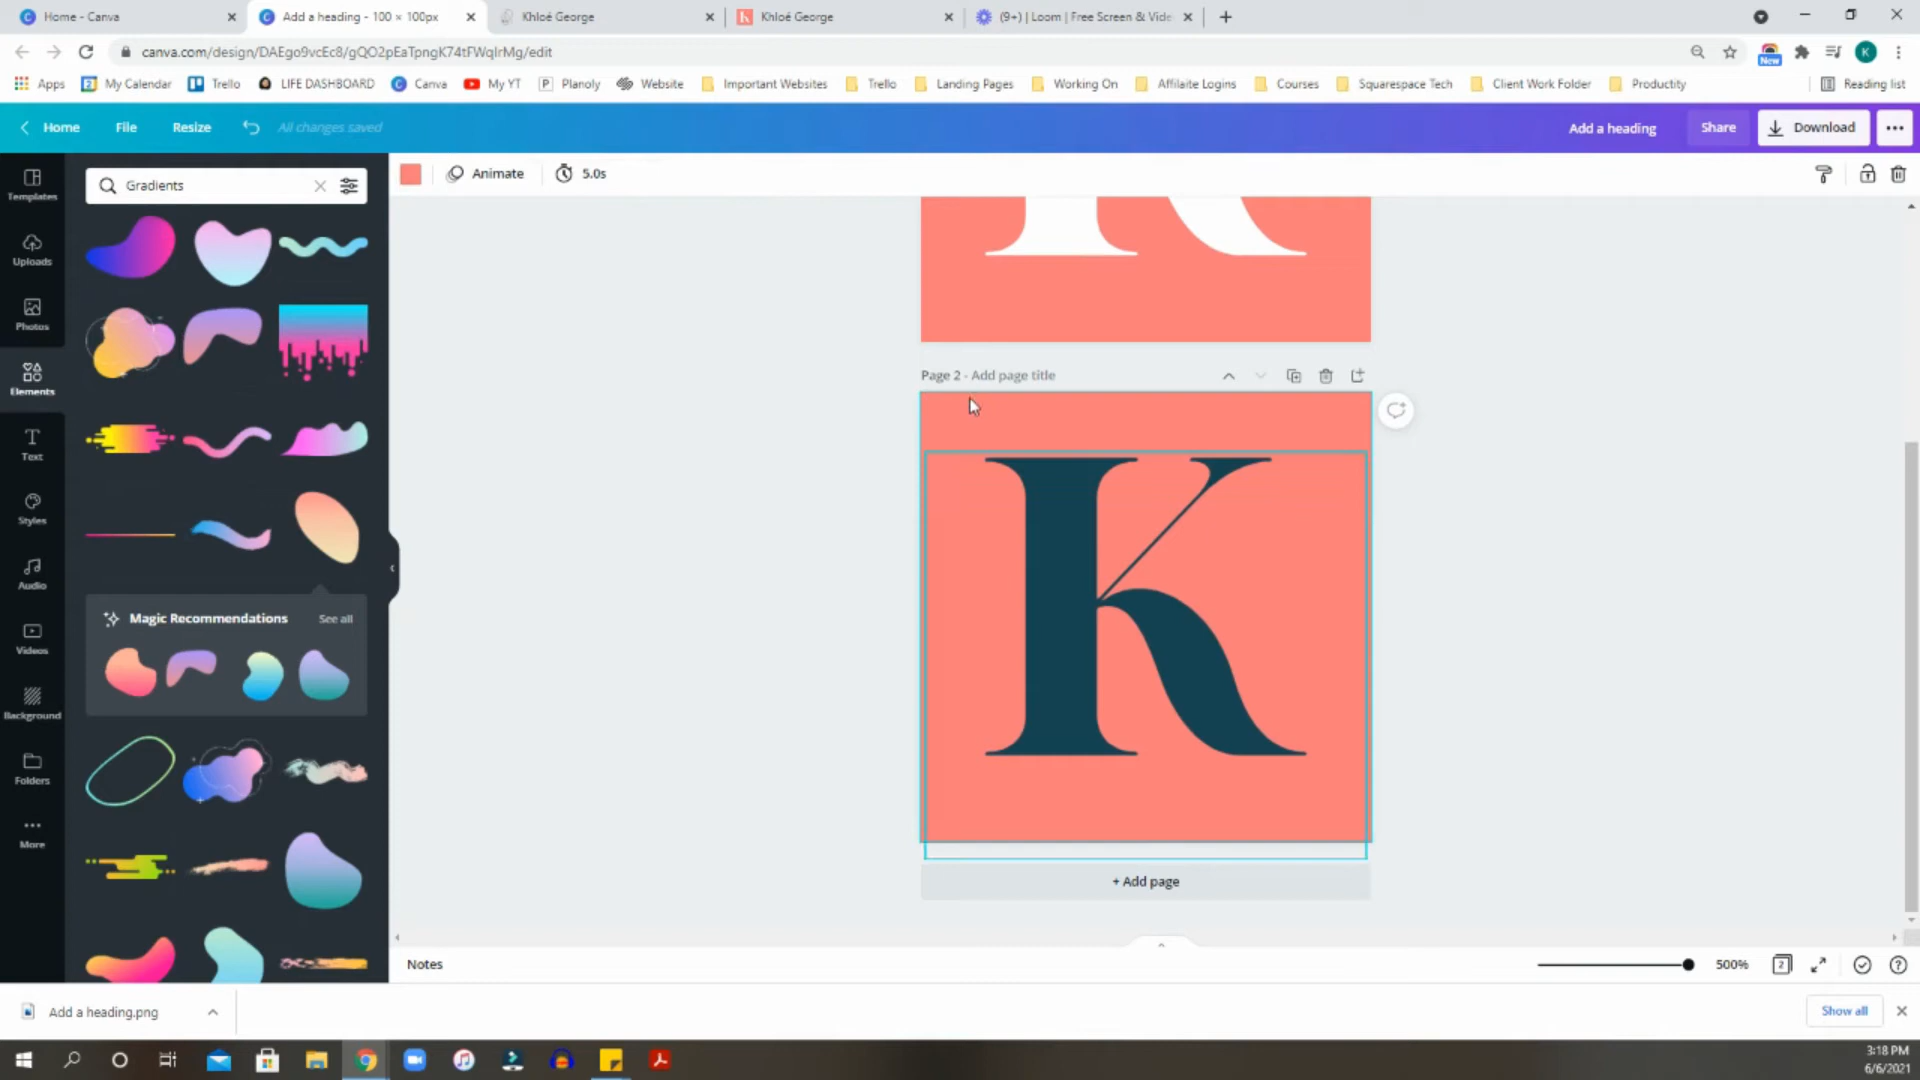 Home - Canva
Add a heading - 100 × 100px
Khloé George
Khloé George
(9+) | Loom | Free Screen & Vide
canva.com/design/DAEgo9vcEc8/gQO2pEaTpngK74tFWqIrMg/edit
New
K
Apps
My Calendar
Trello
LIFE DASHBOARD
Canva
My YT
Planoly
Website
Important Websites
Trello
Landing Pages
Working On
Affilaite Logins
Courses
Squarespace Tech
Client Work Folder
Productity
Reading list
Home
File
Resize
All changes saved
Add a heading
Share
Download
Templates
Uploads
Photos
Elements
Text
Styles
Audio
Videos
Background
Folders
More
Gradients
Magic Recommendations
See all
Animate
5.0s
Page 2 - Add page title
K
+ Add page
Notes
500%
2
Add a heading.png
Show all
3:18 PM
6/6/2021